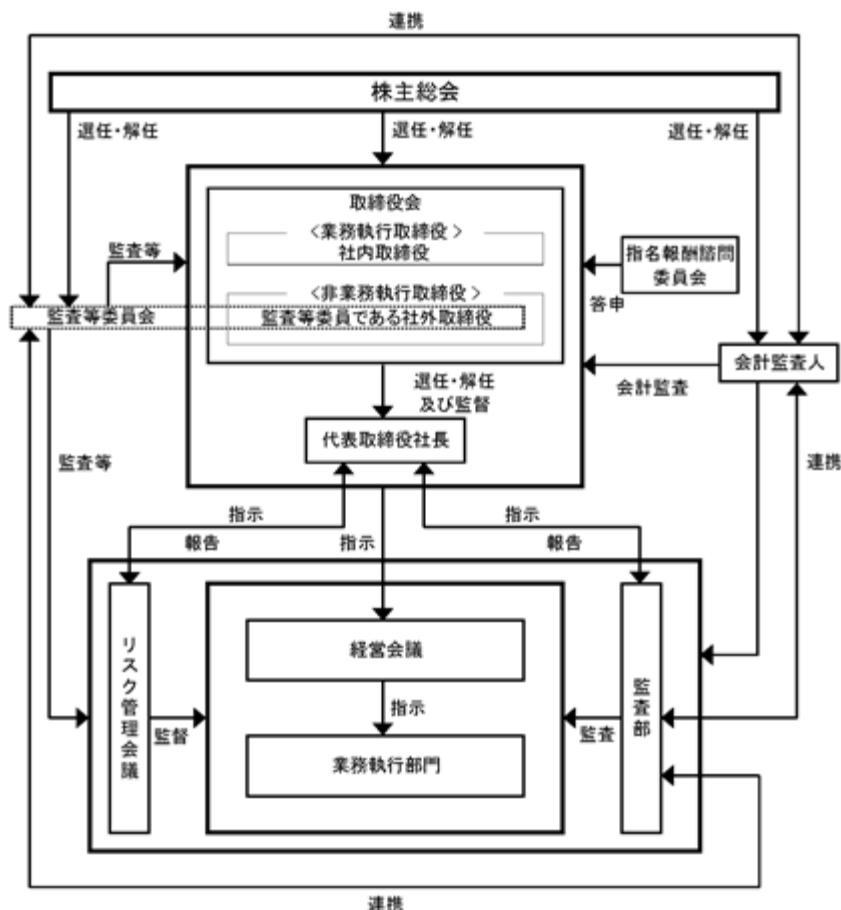 連携
株主総会
選任・解任
選任・解任
選任・解任
取締役会
<業務執行取締役>
社内取締役
監査等
指名報酬諮問
委員会
答申
<非業務執行取締役>
監査等委員会
監査等委員である社外取締役
会計監査人
会計監査
選任・解任
及び監督
代表取締役社長
監査等
連携
指示
報告
指示
指示
報告
リスク管理会議
経営会議
指示
監督
監査
監査部
業務執行部門
連携